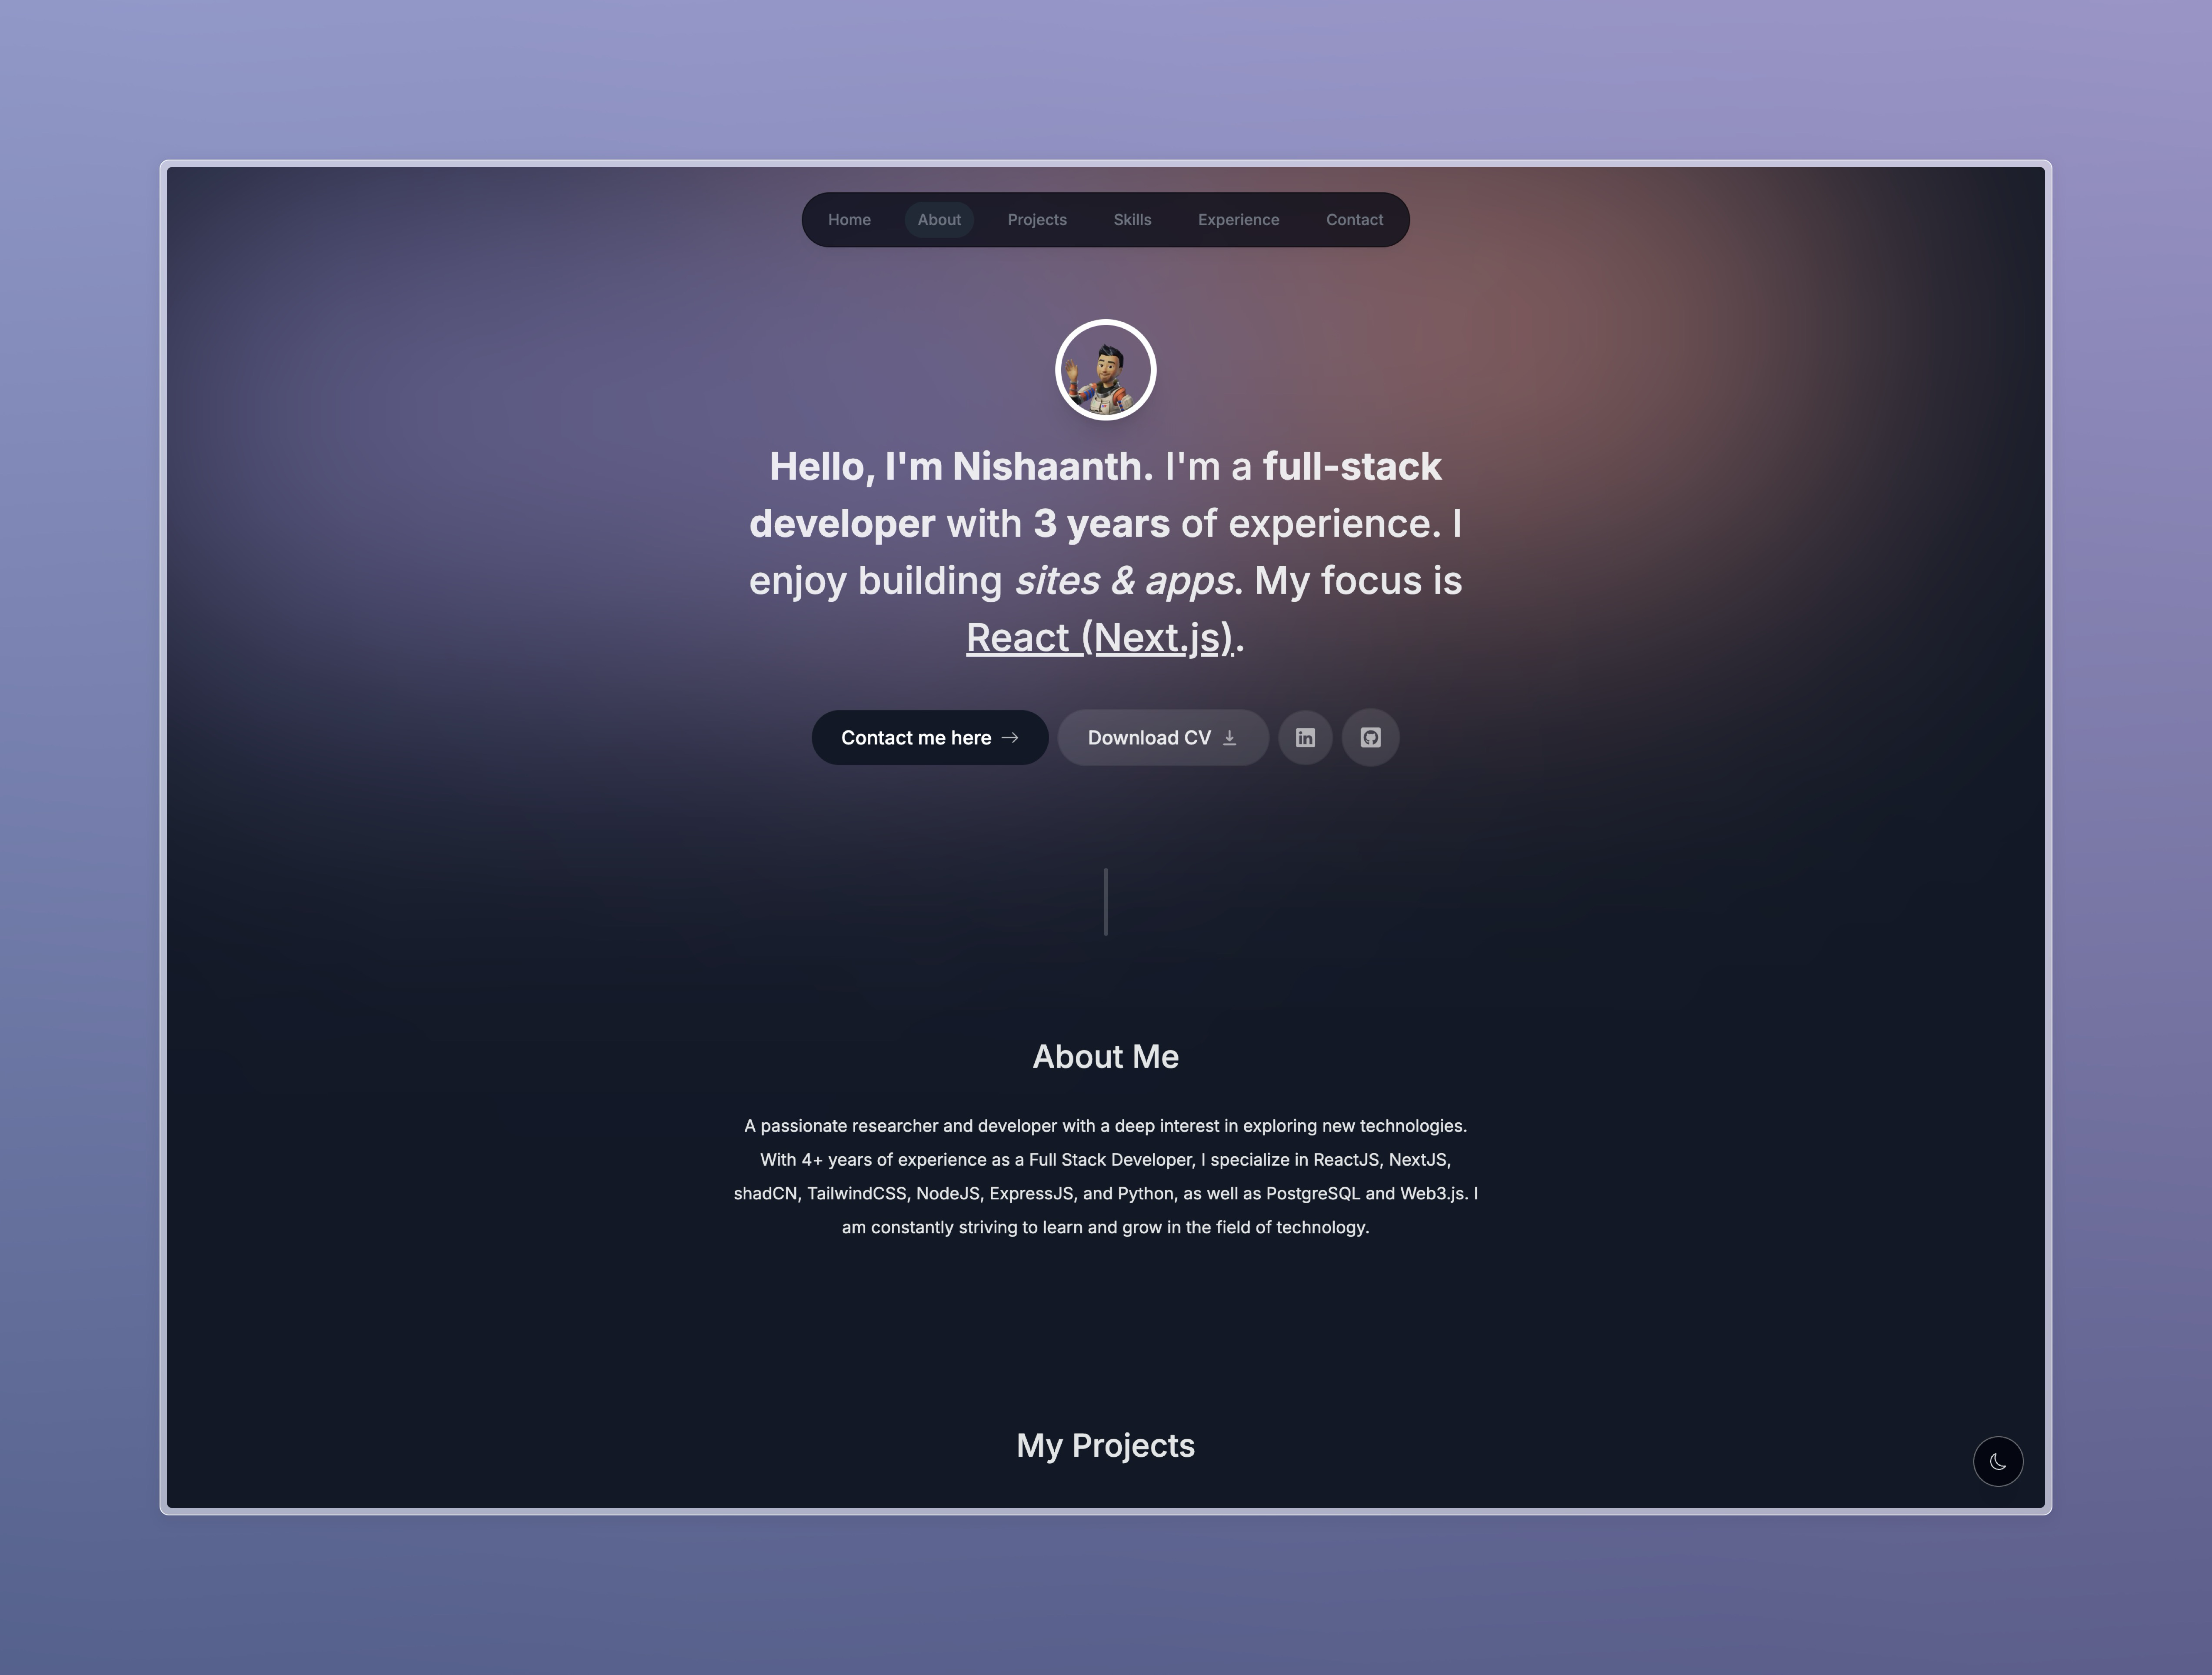 Home About Projects Skills Experience Contact
Hello, I'm Nishaanth. I'm a full-stack
developer with 3 years of experience. I
enjoy building sites & apps. My focus is
React (Next.js).
Contact me here Download CV in
About Me
A passionate researcher and developer with a deep interest in exploring new technologies.
With 4+ years of experience as a Full Stack Developer, I specialize in ReactJS, NextJS,
shadCN, TailwindCSS, NodeJS, ExpressJS, and Python, as well as PostgreSQL and Web3.js. I
am constantly striving to learn and grow in the field of technology.
My Projects